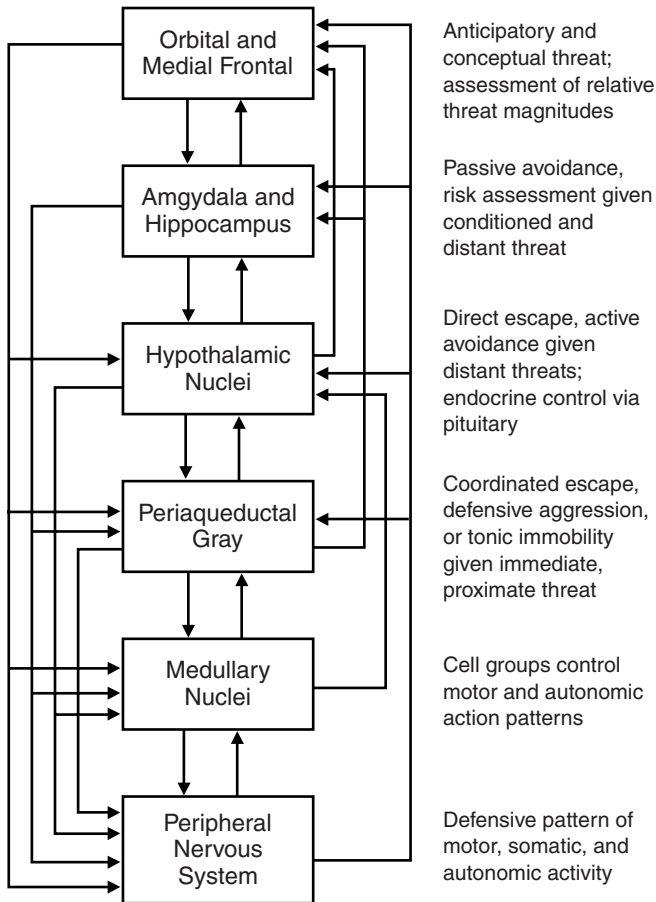 Orbital and
Medial Frontal
Anticipatory and
conceptual threat;
assessment of relative
threat magnitudes
Amgydala and
Hippocampus
Passive avoidance,
risk assessment given
conditioned and
distant threat
Hypothalamic
Nuclei
Direct escape, active
avoidance given
distant threats;
endocrine control via
pituitary
Periaqueductal
Gray
Coordinated escape,
defensive aggression,
or tonic immobility
given immediate,
proximate threat
Medullary
Nuclei
Cell groups control
motor and autonomic
action patterns
Peripheral
Nervous
System
Defensive pattern of
motor, somatic, and
autonomic activity